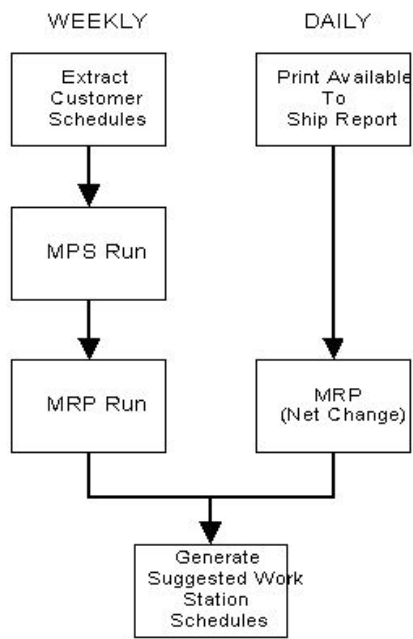 WEEKLY
DAILY
Extract
Customer
Schedules
Print Available
To
Ship Report
MPS Run
MRP Run
MRP
(Net Change)
Generate
Suggested Work
Station
Schedules